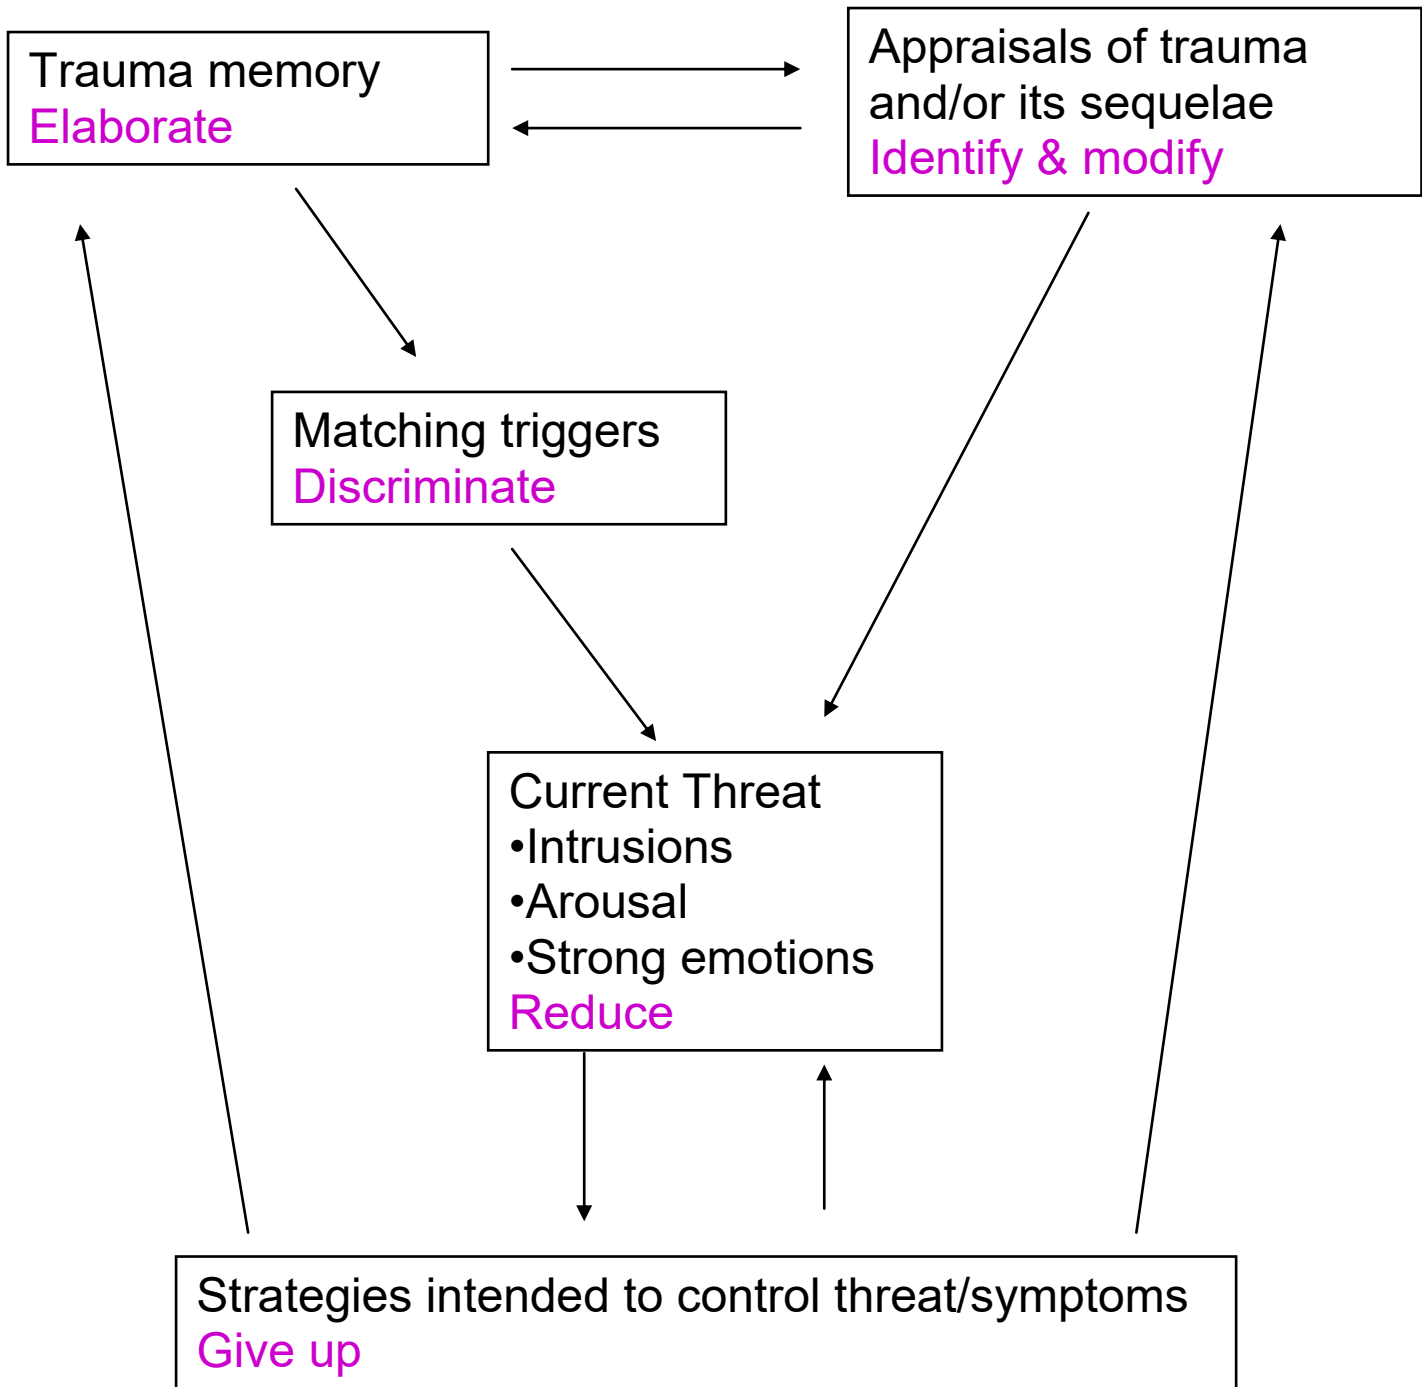 Trauma memory
Elaborate
Appraisals of trauma
and/or its sequelae
Identify & modify
Matching triggers
Discriminate
Current Threat
•Intrusions
•Arousal
•Strong emotions
Reduce
Strategies intended to control threat/symptoms
Give up